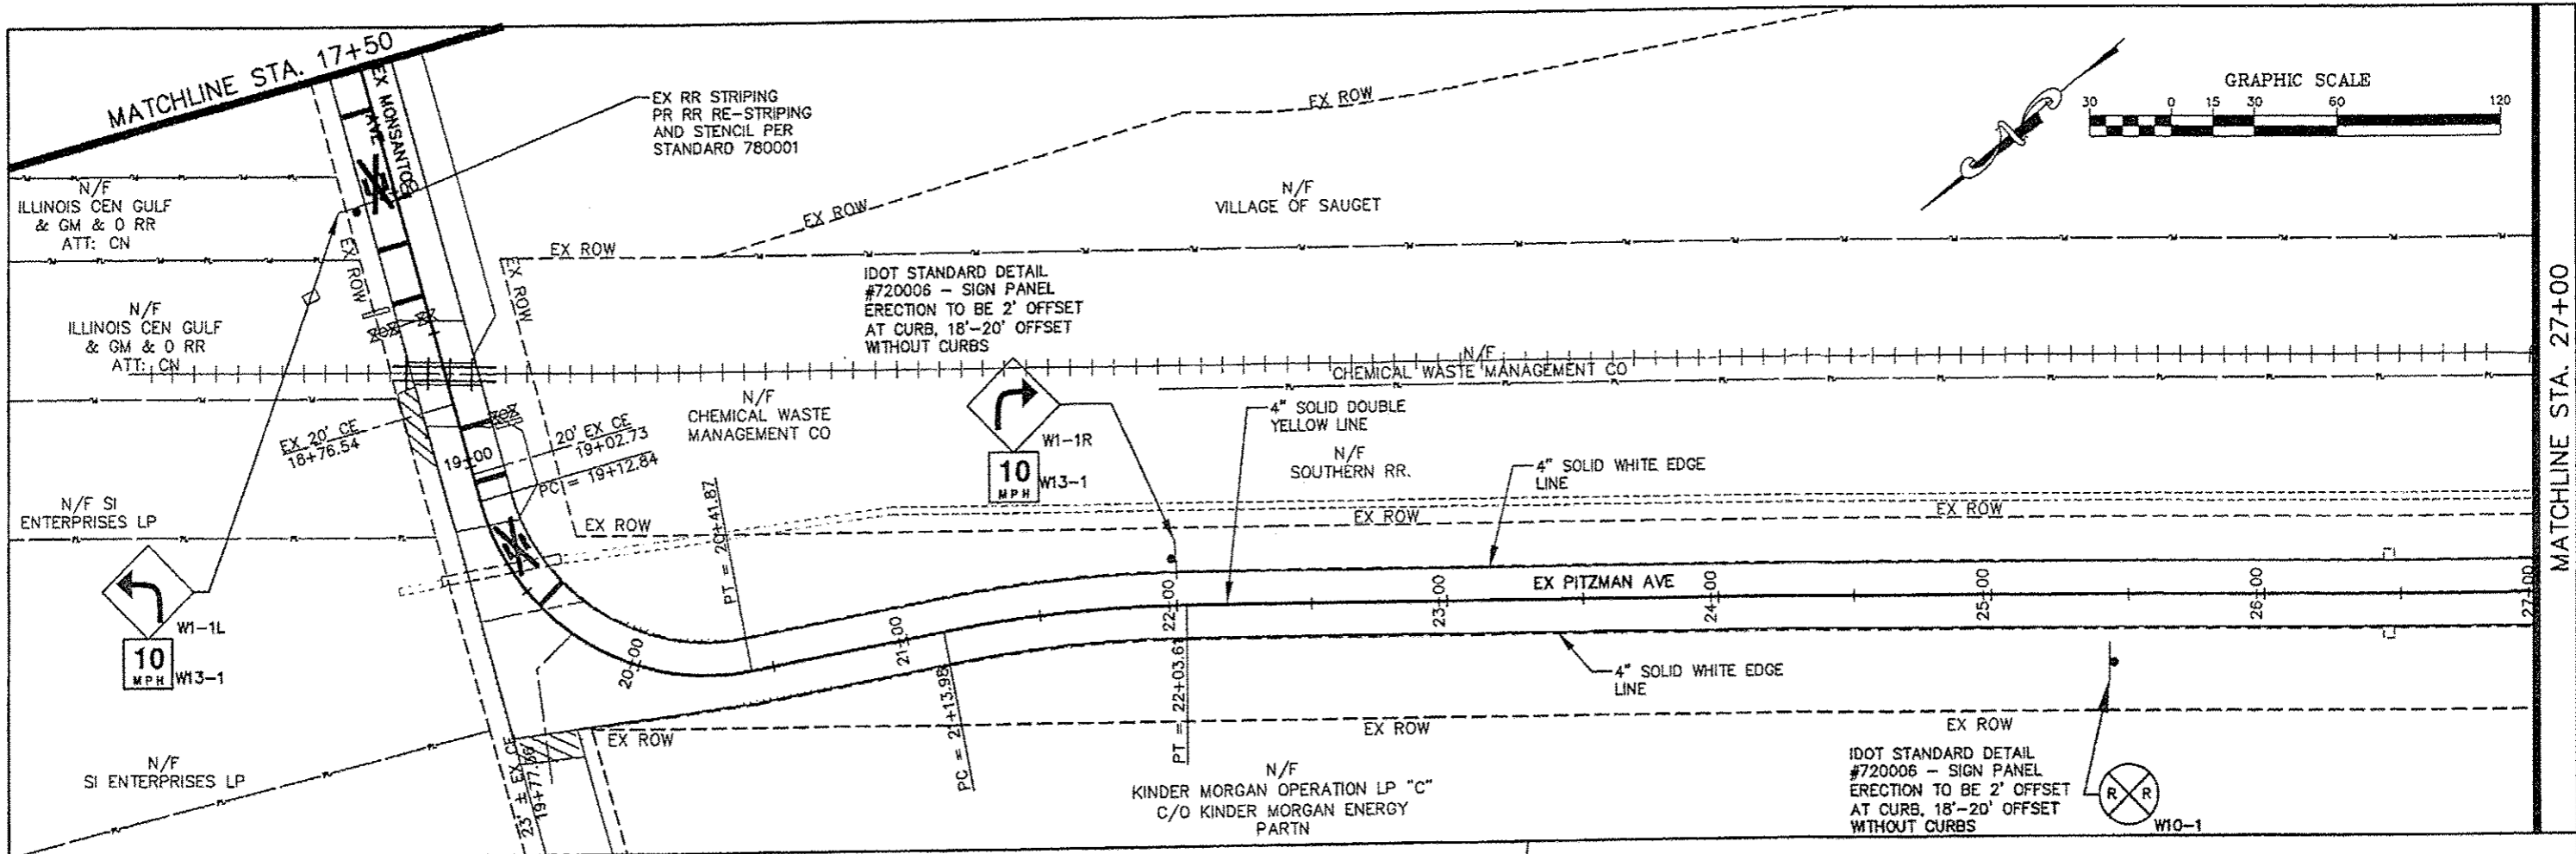 MATCHLINE STA. 17+50
EX MONSANTO
AVE
EX RR STRIPING
PR RR RE-STRIPING
AND STENCIL PER
STANDARD 780001
EX ROW
GRAPHIC SCALE
30 0 15 30 60 120
N/F
ILLINOIS CEN GULF
& GM & O RR
ATT: CN
N/F
VILLAGE OF SAUGET
EX ROW
EX ROW
EX ROW
EX ROW
N/F
ILLINOIS CEN GULF
& GM & O RR
ATT: CN
IDOT STANDARD DETAIL
#720006 – SIGN PANEL
ERECTION TO BE 2' OFFSET
AT CURB, 18'-20' OFFSET
WITHOUT CURBS
MATCHLINE STA. 27+00
N/F
CHEMICAL WASTE MANAGEMENT CO
N/F
CHEMICAL WASTE
MANAGEMENT CO
W1-1R
10
MPH
W13-1
4" SOLID DOUBLE
YELLOW LINE
N/F
SOUTHERN RR.
4" SOLID WHITE EDGE
LINE
EX 20' CE
18+76.54
19+00
20' EX CE
19+02.73
PC = 19+12.84
N/F SI
ENTERPRISES LP
EX ROW
EX ROW
EX ROW
PT = 20+41.87
EX PITZMAN AVE
20+00
21+00
22+00
23+00
24+00
25+00
26+00
27+00
W1-1L
10
MPH
W13-1
PC = 21+13.98
PT = 22+03.61
4" SOLID WHITE EDGE
LINE
EX ROW
EX ROW
EX ROW
N/F
SI ENTERPRISES LP
23' ± EX CE
N/F
KINDER MORGAN OPERATION LP "C"
C/O KINDER MORGAN ENERGY
PARTN
IDOT STANDARD DETAIL
#720006 – SIGN PANEL
ERECTION TO BE 2' OFFSET
AT CURB, 18'-20' OFFSET
WITHOUT CURBS
R R
W10-1